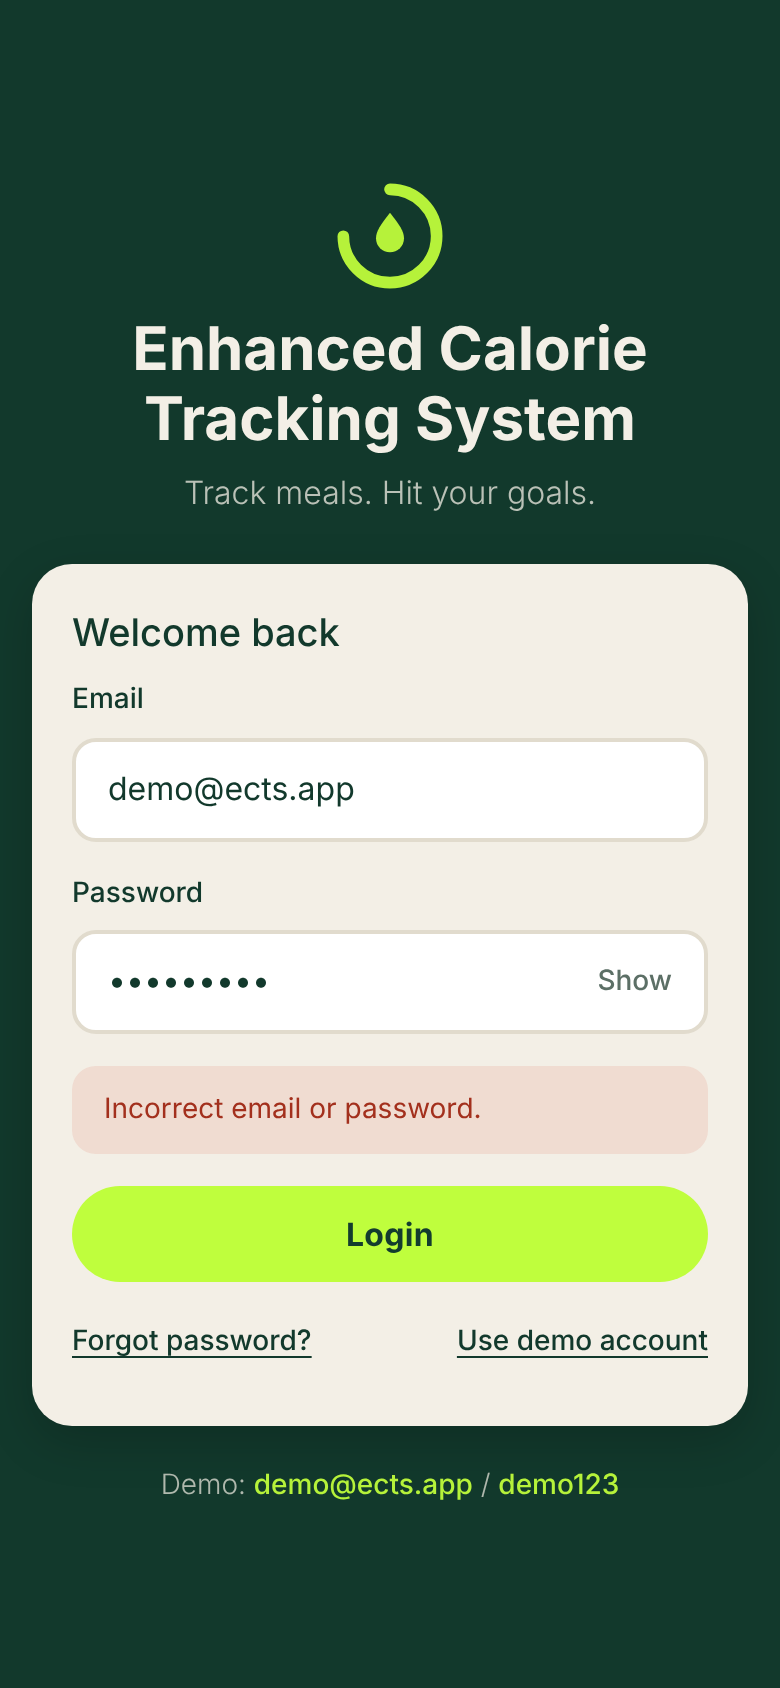 Enhanced Calorie
Tracking System
Track meals. Hit your goals.
Welcome back
Email
demo@ects.app
Password
•••••••••
Show
Incorrect email or password.
Login
Forgot password?
Use demo account
Demo: demo@ects.app / demo123